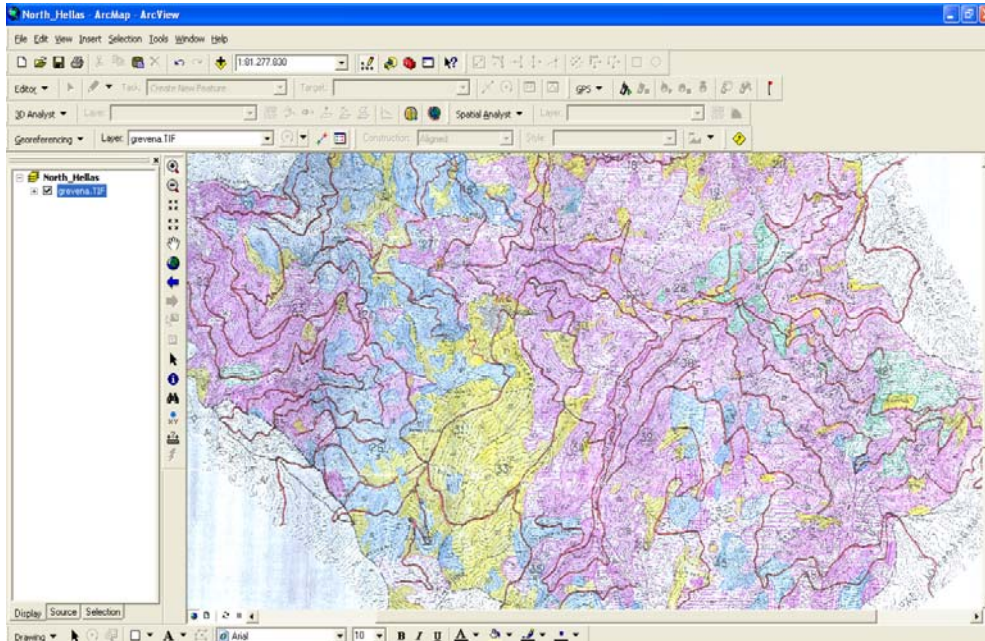 North_Hellas - ArcMap - ArcView
File Edit View Insert Selection Tools Window Help
1:81.277.830
Editor Task: Create New Feature Target: GPS
3D Analyst Layer: Spatial Analyst Layer:
Georeferencing Layer: grevena.TIF Construction: Aligned Style:
North_Hellas
grevena.TIF
XY
Display Source Selection
Drawing A Arial 10 B I U A